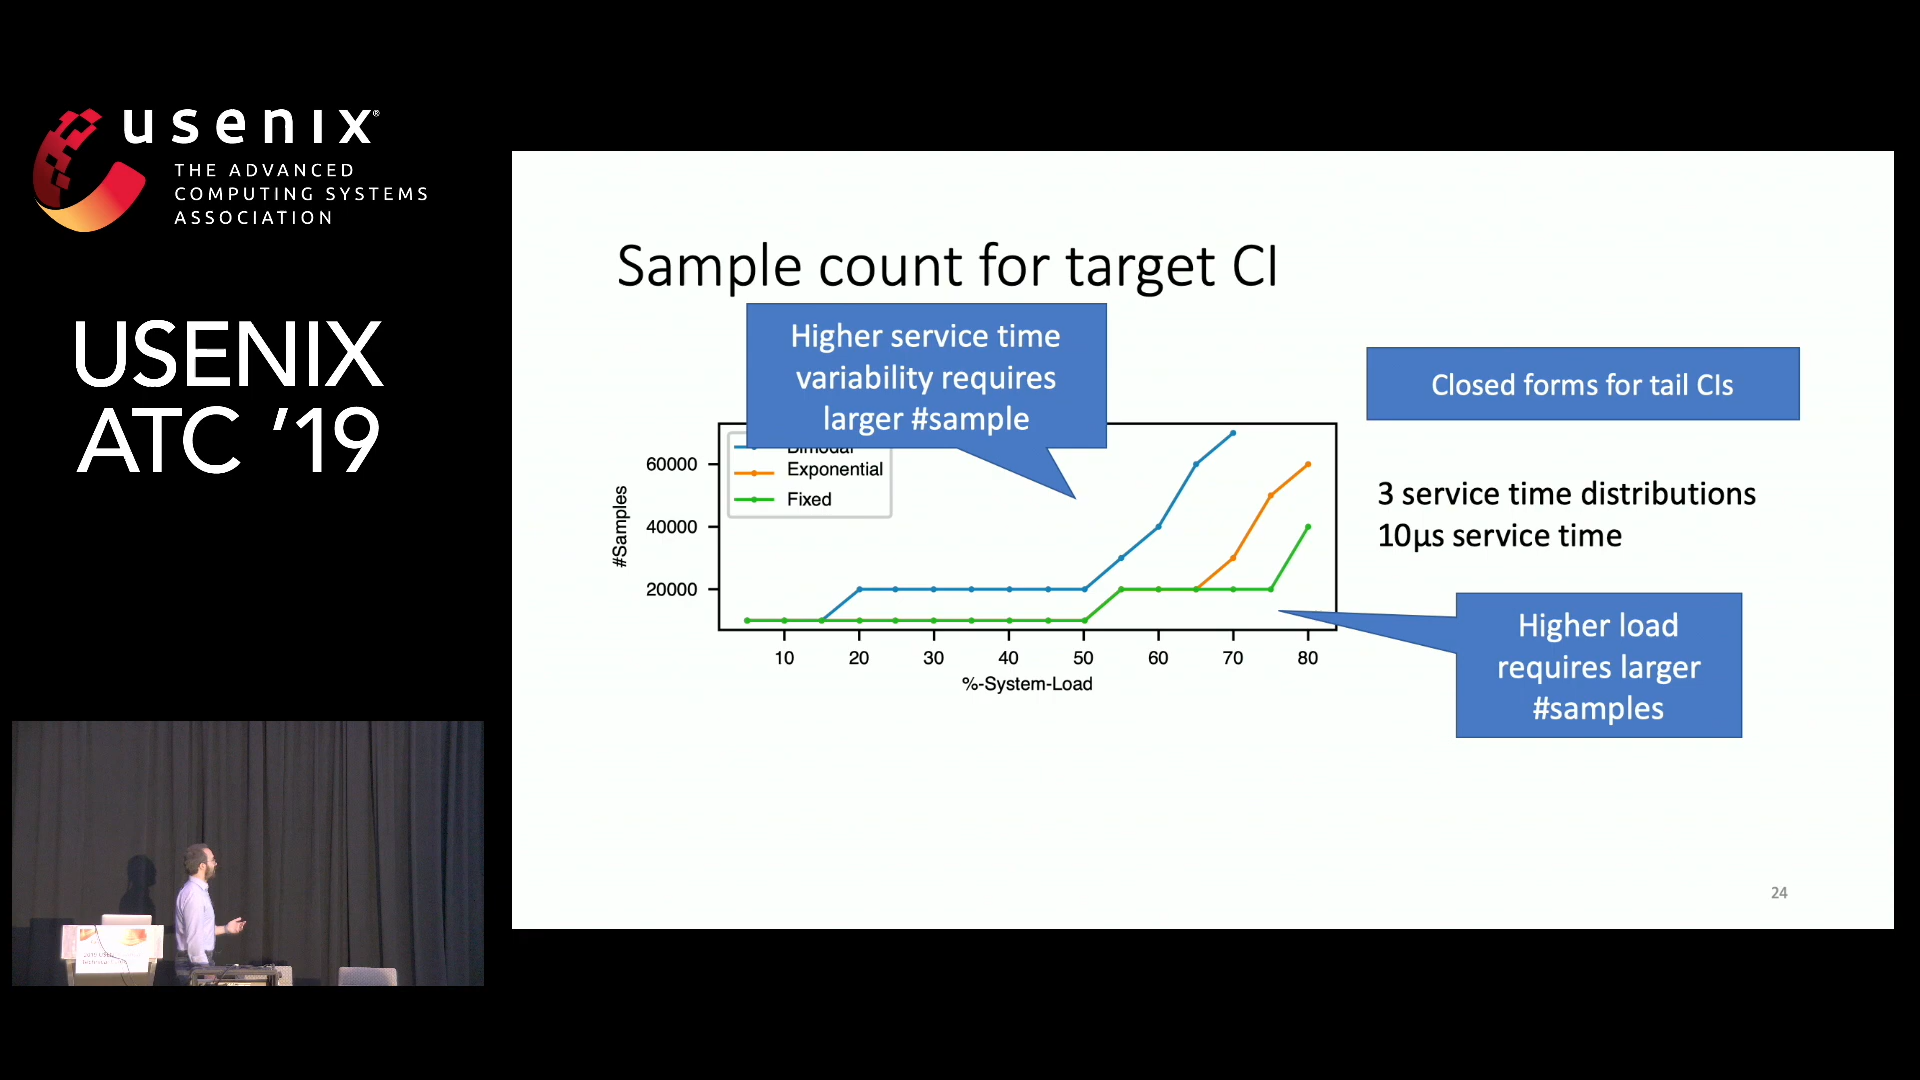 usenix®
THE ADVANCED
COMPUTING SYSTEMS
ASSOCIATION
USENIX
ATC '19
Sample count for target CI
Higher service time
variability requires
larger #sample
Closed forms for tail CIs
Bimodal
Exponential
Fixed
60000
40000
20000
#Samples
10 20 30 40 50 60 70 80
%-System-Load
3 service time distributions
10µs service time
Higher load
requires larger
#samples
24